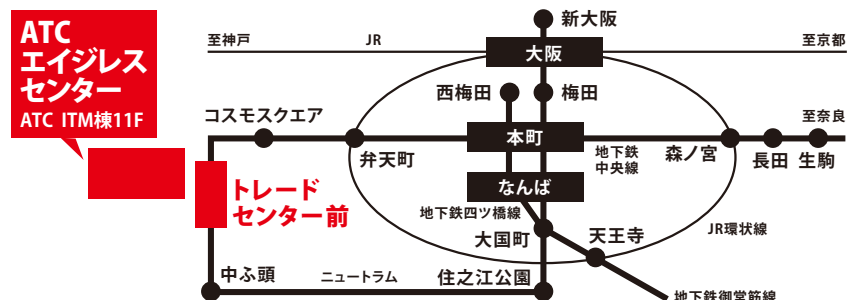 ATC
エイジレス
センター
ATC ITM棟11F
新大阪
至神戸
JR
至京都
大阪
西梅田
梅田
コスモスクエア
至奈良
本町
弁天町
地下鉄
中央線
森ノ宮
長田
生駒
なんば
トレード
センター前
地下鉄四ツ橋線
大国町
天王寺
JR環状線
中ふ頭
ニュートラム
住之江公園
地下鉄御堂筋線